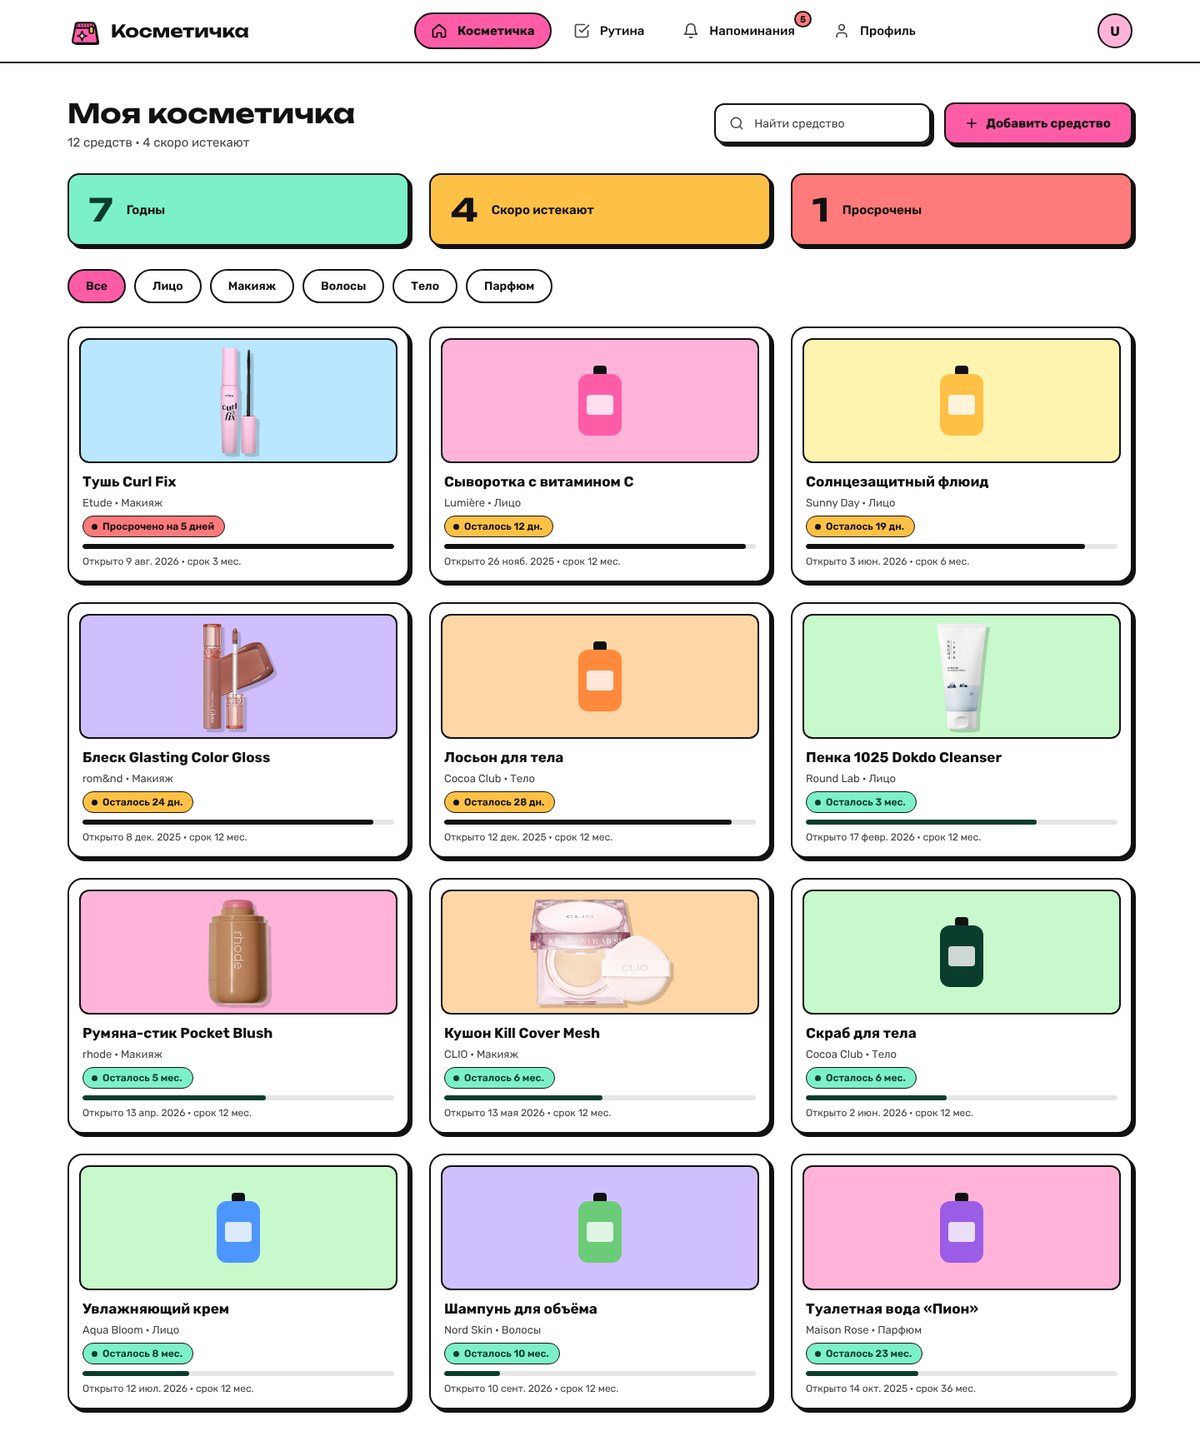 Косметичка
Косметичка
Рутина
Напоминания
5
Профиль
U
Моя косметичка
12 средств • 4 скоро истекают
Найти средство
Добавить средство
7 Годны
4 Скоро истекают
1 Просрочены
Все
Лицо
Макияж
Волосы
Тело
Парфюм
curl
fix
Тушь Curl Fix
Etude • Макияж
Просрочено на 5 дней
Открыто 9 авг. 2026 • срок 3 мес.
Сыворотка с витамином C
Lumière • Лицо
Осталось 12 дн.
Открыто 26 нояб. 2025 • срок 12 мес.
Солнцезащитный флюид
Sunny Day • Лицо
Осталось 19 дн.
Открыто 3 июн. 2026 • срок 6 мес.
Блеск Glasting Color Gloss
rom&nd • Макияж
Осталось 24 дн.
Открыто 8 дек. 2025 • срок 12 мес.
Лосьон для тела
Cocoa Club • Тело
Осталось 28 дн.
Открыто 12 дек. 2025 • срок 12 мес.
Пенка 1025 Dokdo Cleanser
Round Lab • Лицо
Осталось 3 мес.
Открыто 17 февр. 2026 • срок 12 мес.
rhode
Румяна-стик Pocket Blush
rhode • Макияж
Осталось 5 мес.
Открыто 13 апр. 2026 • срок 12 мес.
CLIO
KILL COVER MESH
CLIO
Кушон Kill Cover Mesh
CLIO • Макияж
Осталось 6 мес.
Открыто 13 мая 2026 • срок 12 мес.
Скраб для тела
Cocoa Club • Тело
Осталось 6 мес.
Открыто 2 июн. 2026 • срок 12 мес.
Увлажняющий крем
Aqua Bloom • Лицо
Осталось 8 мес.
Открыто 12 июл. 2026 • срок 12 мес.
Шампунь для объёма
Nord Skin • Волосы
Осталось 10 мес.
Открыто 10 сент. 2026 • срок 12 мес.
Туалетная вода «Пион»
Maison Rose • Парфюм
Осталось 23 мес.
Открыто 14 окт. 2025 • срок 36 мес.